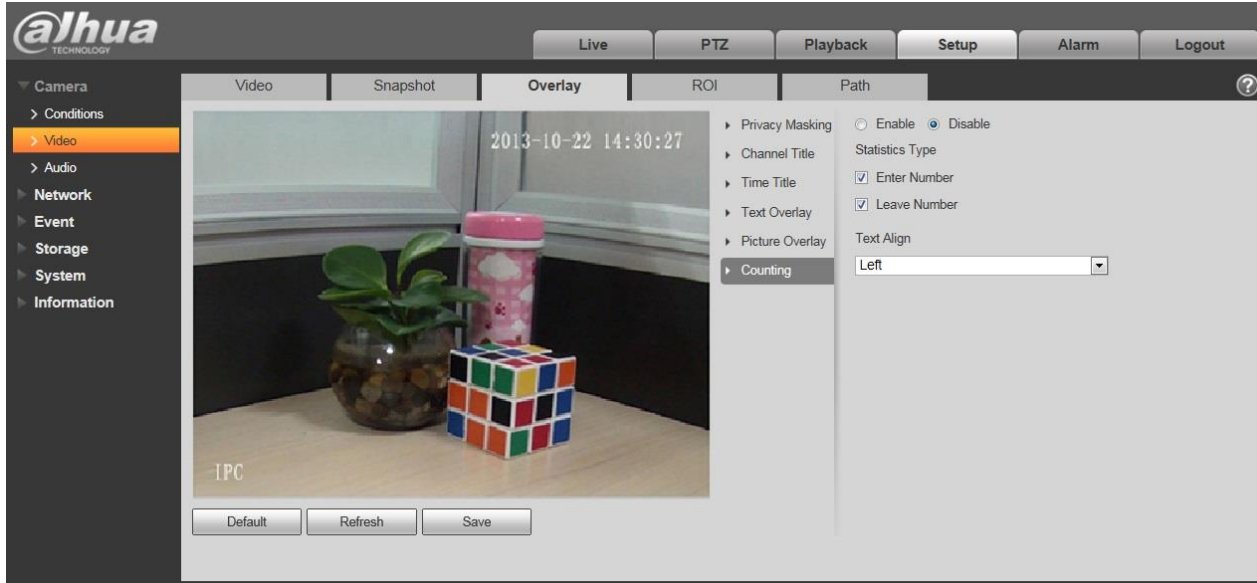 alhua
TECHNOLOGY
Live
PTZ
Playback
Setup
Alarm
Logout
Camera
Conditions
Video
Audio
Network
Event
Storage
System
Information
Video
Snapshot
Overlay
ROI
Path
?
2013-10-22 14:30:27
IPC
Privacy Masking
Channel Title
Time Title
Text Overlay
Picture Overlay
Counting
Enable Disable
Statistics Type
Enter Number
Leave Number
Text Align
Left
Default
Refresh
Save